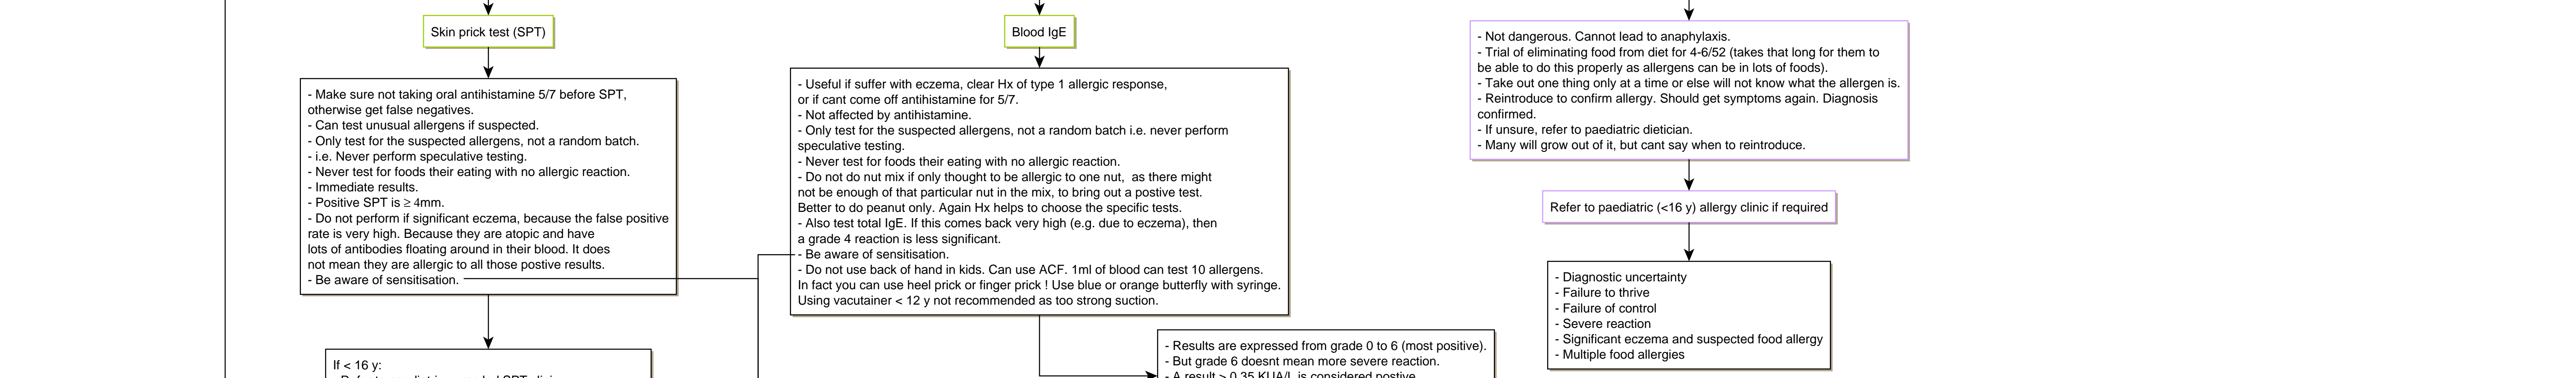 Skin prick test (SPT)
- Make sure not taking oral antihistamine 5/7 before SPT,
otherwise get false negatives.
- Can test unusual allergens if suspected.
- Only test for the suspected allergens, not a random batch.
- i.e. Never perform speculative testing.
- Never test for foods their eating with no allergic reaction.
- Immediate results.
- Positive SPT is ≥ 4mm.
- Do not perform if significant eczema, because the false positive
rate is very high. Because they are atopic and have
lots of antibodies floating around in their blood. It does
not mean they are allergic to all those postive results.
- Be aware of sensitisation.
If < 16 y:
Blood IgE
- Useful if suffer with eczema, clear Hx of type 1 allergic response,
or if cant come off antihistamine for 5/7.
- Not affected by antihistamine.
- Only test for the suspected allergens, not a random batch i.e. never perform
speculative testing.
- Never test for foods their eating with no allergic reaction.
- Do not do nut mix if only thought to be allergic to one nut,  as there might
not be enough of that particular nut in the mix, to bring out a postive test.
Better to do peanut only. Again Hx helps to choose the specific tests.
- Also test total IgE. If this comes back very high (e.g. due to eczema), then
a grade 4 reaction is less significant.
- Be aware of sensitisation.
- Do not use back of hand in kids. Can use ACF. 1ml of blood can test 10 allergens.
In fact you can use heel prick or finger prick ! Use blue or orange butterfly with syringe.
Using vacutainer < 12 y not recommended as too strong suction.
- Results are expressed from grade 0 to 6 (most positive).
- But grade 6 doesnt mean more severe reaction.
- A result > 0.35 KUA/L is considered postive
- Not dangerous. Cannot lead to anaphylaxis.
- Trial of eliminating food from diet for 4-6/52 (takes that long for them to
be able to do this properly as allergens can be in lots of foods).
- Take out one thing only at a time or else will not know what the allergen is.
- Reintroduce to confirm allergy. Should get symptoms again. Diagnosis
confirmed.
- If unsure, refer to paediatric dietician.
- Many will grow out of it, but cant say when to reintroduce.
Refer to paediatric (<16 y) allergy clinic if required
- Diagnostic uncertainty
- Failure to thrive
- Failure of control
- Severe reaction
- Significant eczema and suspected food allergy
- Multiple food allergies